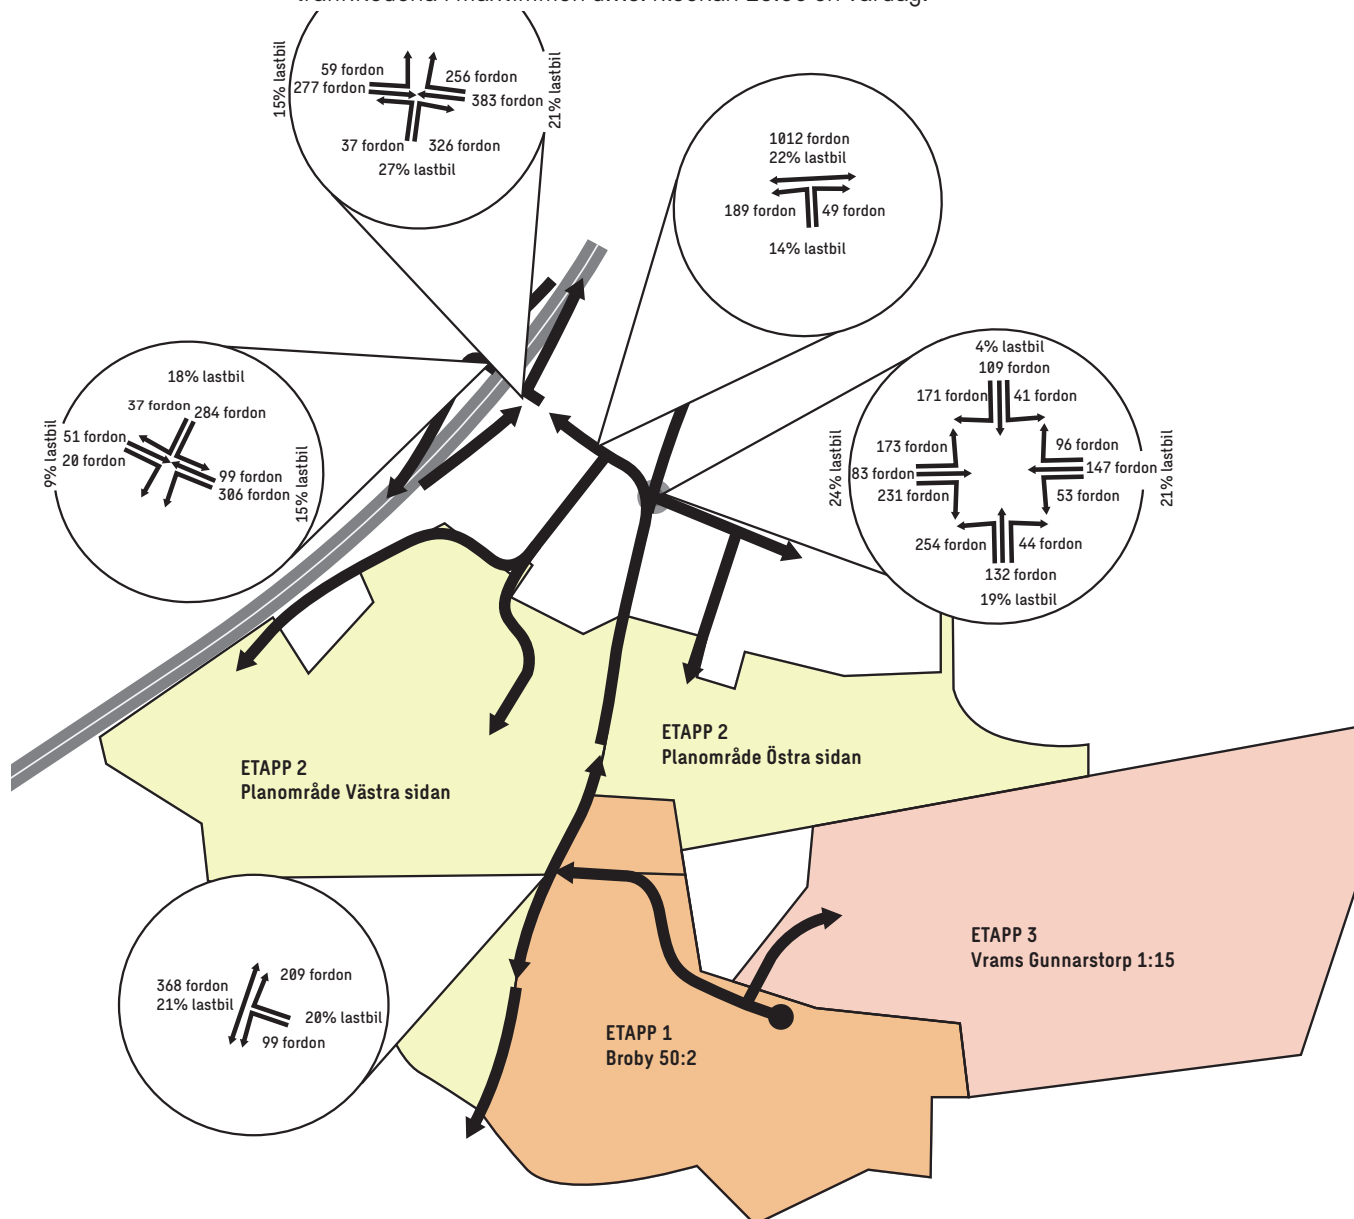 59 fordon
277 fordon
256 fordon
383 fordon
37 fordon
326 fordon
27% lastbil
15% lastbil
21% lastbil
1012 fordon
22% lastbil
189 fordon
49 fordon
14% lastbil
18% lastbil
37 fordon
284 fordon
51 fordon
20 fordon
99 fordon
306 fordon
9% lastbil
15% lastbil
4% lastbil
109 fordon
171 fordon
41 fordon
173 fordon
96 fordon
83 fordon
147 fordon
231 fordon
53 fordon
24% lastbil
21% lastbil
254 fordon
44 fordon
132 fordon
19% lastbil
ETAPP 2
Planområde Östra sidan
ETAPP 2
Planområde Västra sidan
368 fordon
21% lastbil
209 fordon
20% lastbil
99 fordon
ETAPP 3
Vrams Gunnarstorp 1:15
ETAPP 1
Broby 50:2